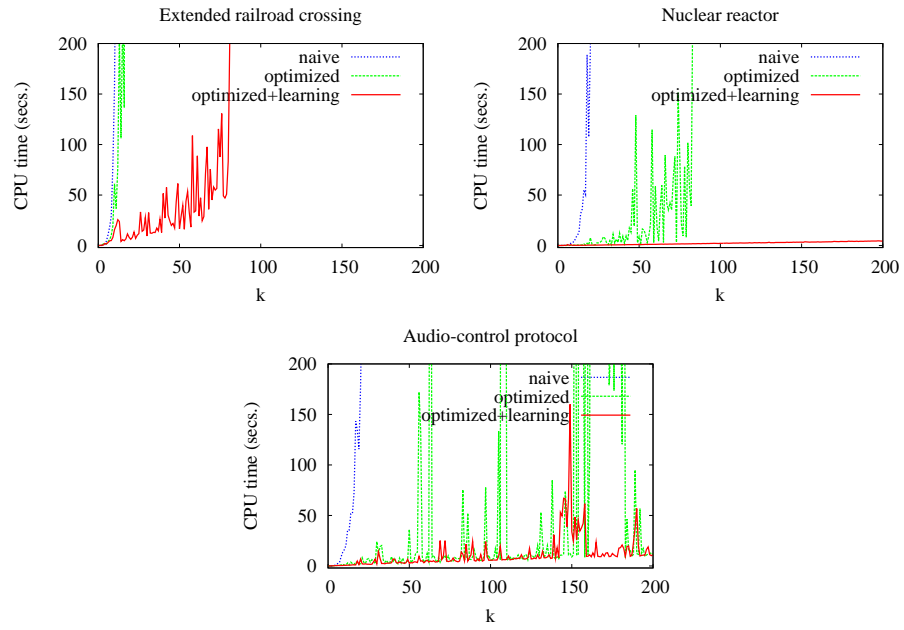 Extended railroad crossing
CPU time (secs.)
200
150
100
50
0
naive
optimized
optimized+learning
0 50 100 150 200
k
Nuclear reactor
CPU time (secs.)
200
150
100
50
0
naive
optimized
optimized+learning
0 50 100 150 200
k
Audio-control protocol
CPU time (secs.)
200
150
100
50
0
naive
optimized
optimized+learning
0 50 100 150 200
k